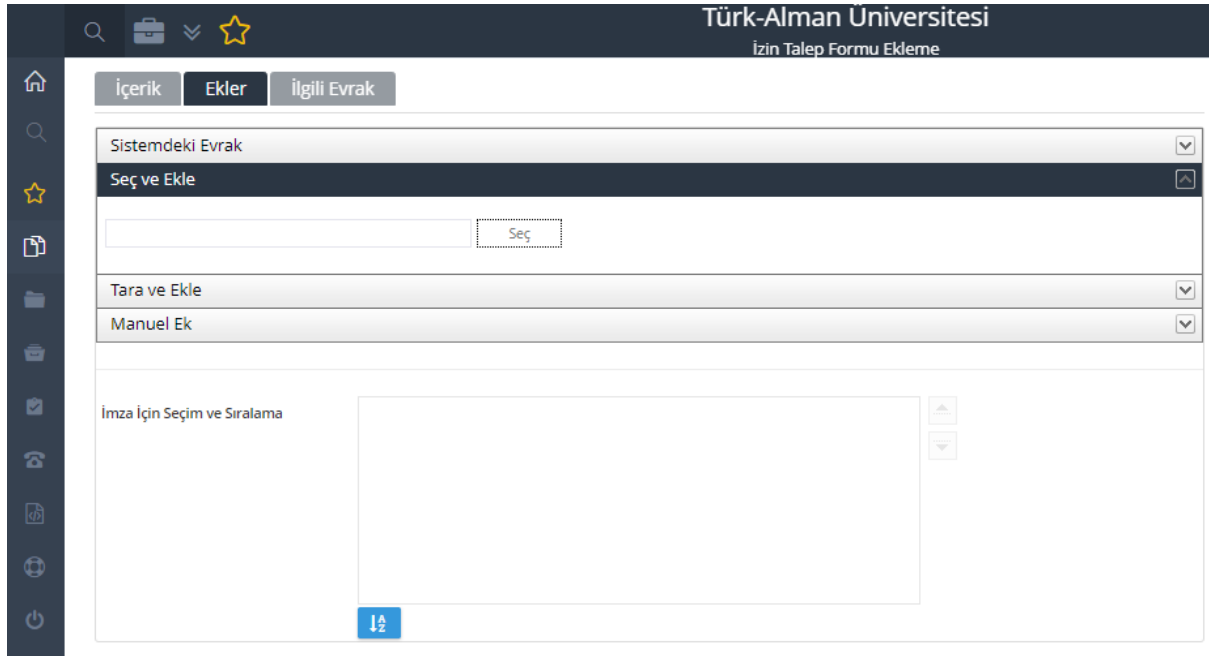 Türk-Alman Üniversitesi
İzin Talep Formu Ekleme
İçerik Ekler İlgili Evrak
Sistemdeki Evrak
Seç ve Ekle
Seç
Tara ve Ekle
Manuel Ek
İmza İçin Seçim ve Sıralama
A
Z